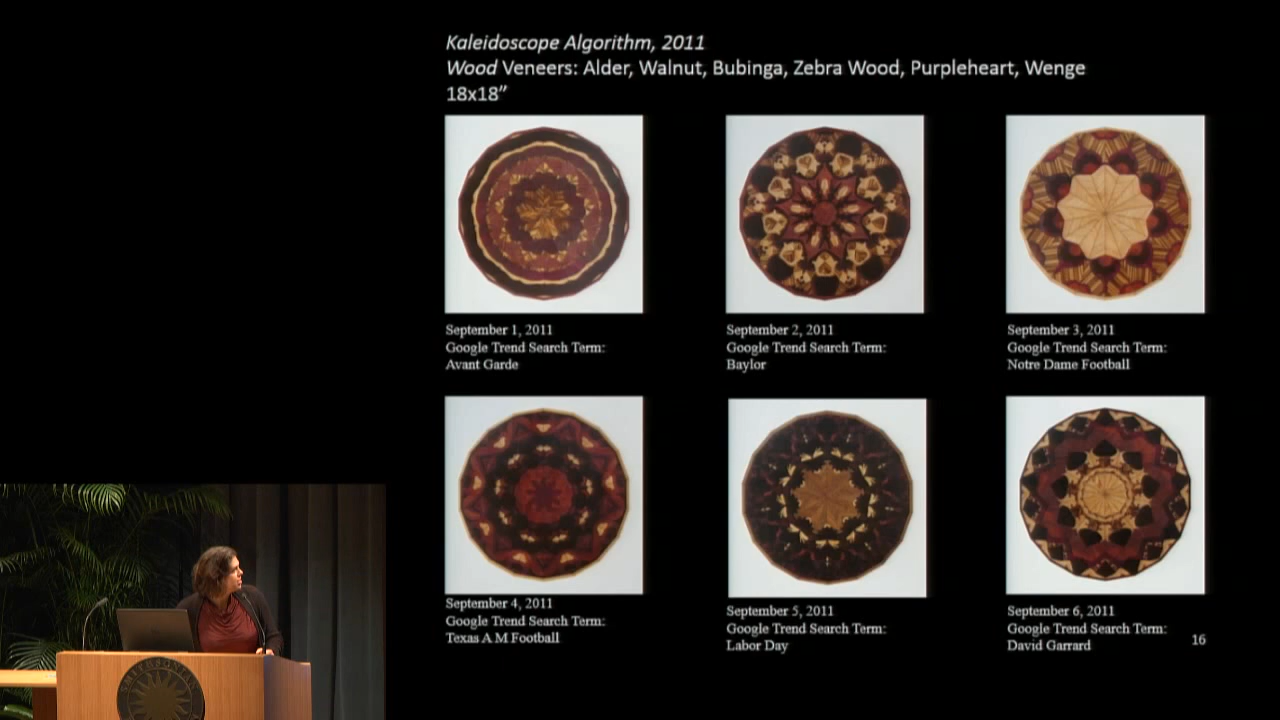 Kaleidoscope Algorithm, 2011
Wood Veneers: Alder, Walnut, Bubinga, Zebra Wood, Purpleheart, Wenge
18x18”
September 1, 2011
Google Trend Search Term:
Avant Garde
September 2, 2011
Google Trend Search Term:
Baylor
September 3, 2011
Google Trend Search Term:
Notre Dame Football
September 4, 2011
Google Trend Search Term:
Texas A M Football
September 5, 2011
Google Trend Search Term:
Labor Day
September 6, 2011
Google Trend Search Term:
David Garrard
16
SMITHSONIAN